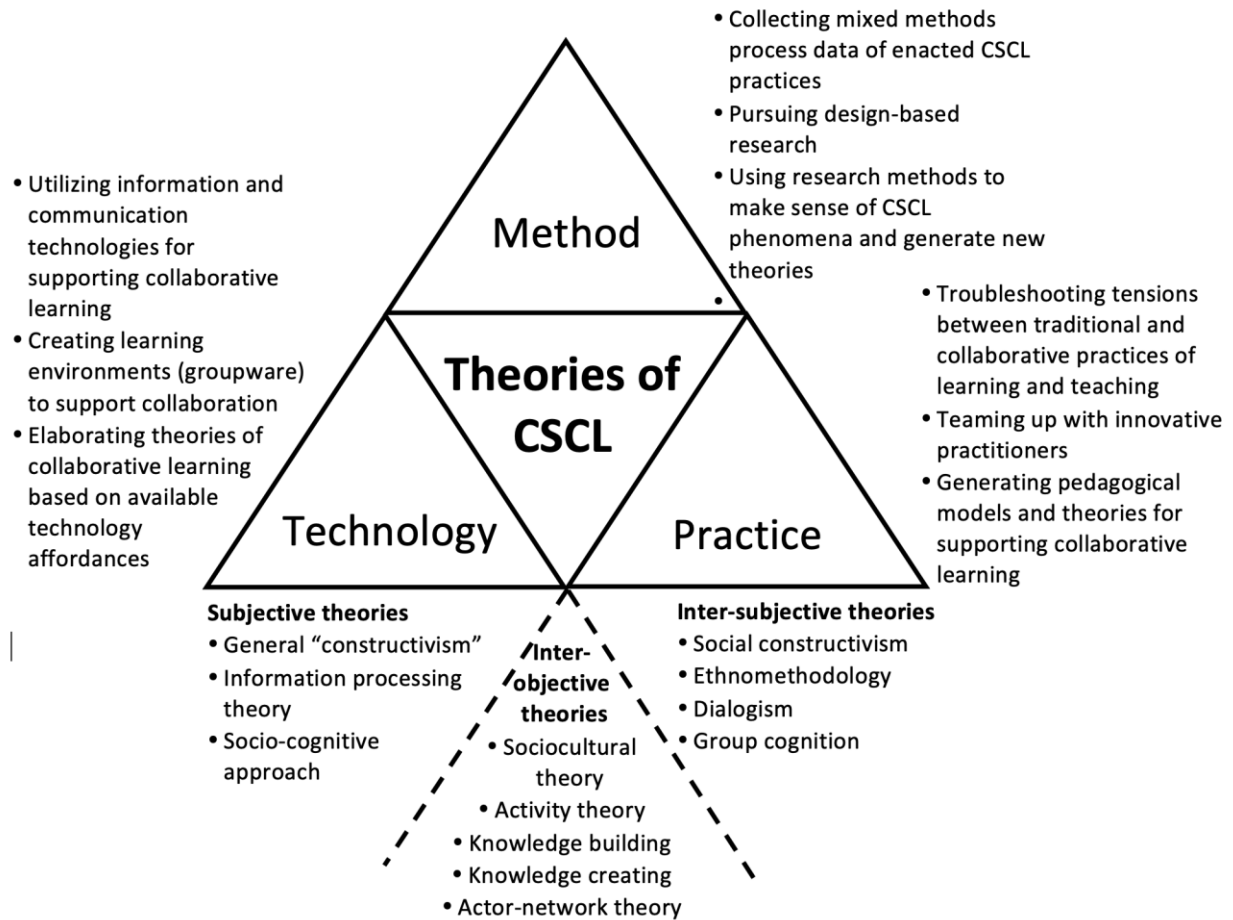 • Collecting mixed methods
process data of enacted CSCL
practices
• Pursuing design-based
research
• Using research methods to
make sense of CSCL
phenomena and generate new
theories
•
• Utilizing information and
communication
technologies for
supporting collaborative
learning
• Creating learning
environments (groupware)
to support collaboration
• Elaborating theories of
collaborative learning
based on available
technology
affordances
Method
Theories of
CSCL
Technology
Practice
• Troubleshooting tensions
between traditional and
collaborative practices of
learning and teaching
• Teaming up with innovative
practitioners
• Generating pedagogical
models and theories for
supporting collaborative
learning
Subjective theories
• General “constructivism”
• Information processing
theory
• Socio-cognitive
approach
Inter-
objective
theories
• Sociocultural
theory
• Activity theory
• Knowledge building
• Knowledge creating
• Actor-network theory
Inter-subjective theories
• Social constructivism
• Ethnomethodology
• Dialogism
• Group cognition